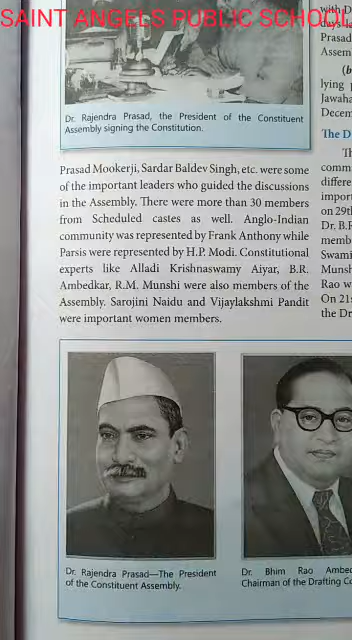 SAINT ANGELS PUBLIC SCHOOL
Dr. Rajendra Prasad, the President of the Constituent
Assembly signing the Constitution.
Prasad Mookerji, Sardar Baldev Singh, etc. were some
of the important leaders who guided the discussions
in the Assembly. There were more than 30 members
from Scheduled castes as well. Anglo-Indian
community was represented by Frank Anthony while
Parsis were represented by H.P. Modi. Constitutional
experts like Alladi Krishnaswamy Aiyar, B.R.
Ambedkar, R.M. Munshi were also members of the
Assembly. Sarojini Naidu and Vijaylakshmi Pandit
were important women members.
Dr. Rajendra Prasad—The President
of the Constituent Assembly.
Dr. Bhim Rao Ambed
Chairman of the Drafting Co
with D
days l
Prasad
Assem
(b
lying p
Jawaha
Decem
The D
Th
comm
differe
import
on 29th
Dr. B.R
memb
Swami
Munsh
Rao w
On 21s
the Dr